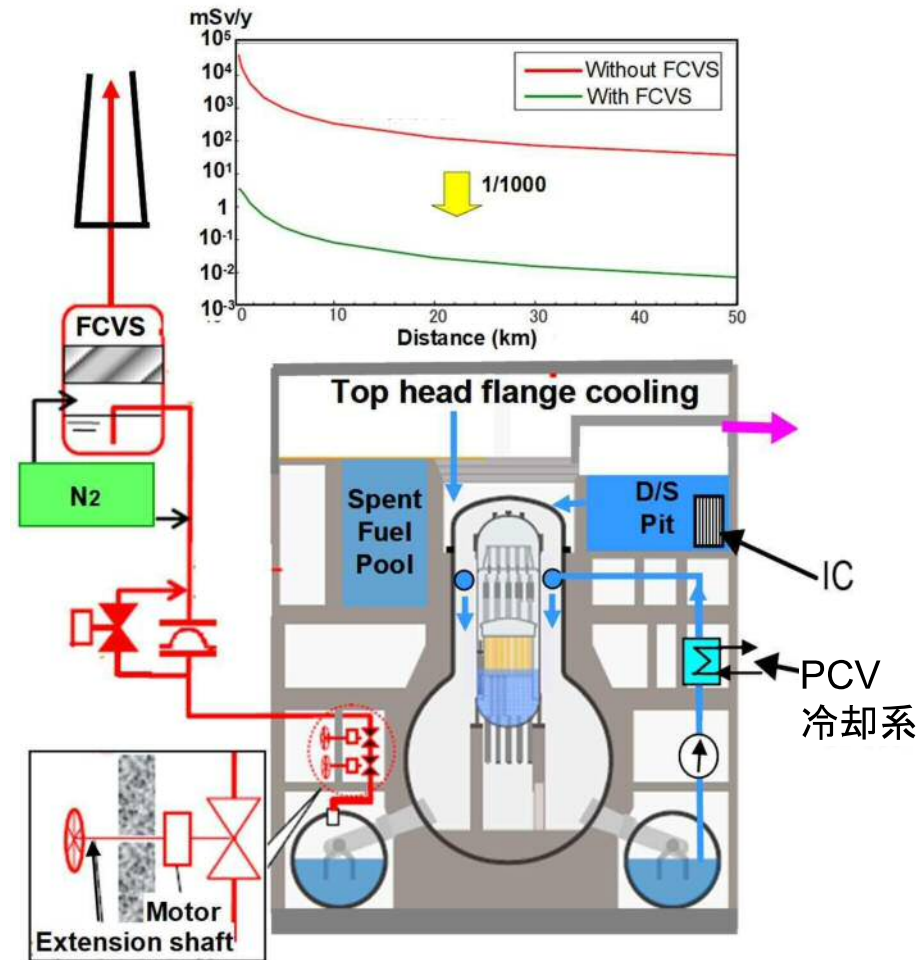 mSv/y
10⁵
10⁴
10³
10²
10¹
1
10⁻¹
10⁻²
10⁻³
Without FCVS
With FCVS
1/1000
0 10 20 30 40 50
Distance (km)
FCVS
N2
Top head flange cooling
Spent
Fuel
Pool
D/S
Pit
IC
PCV
冷却系
Motor
Extension shaft